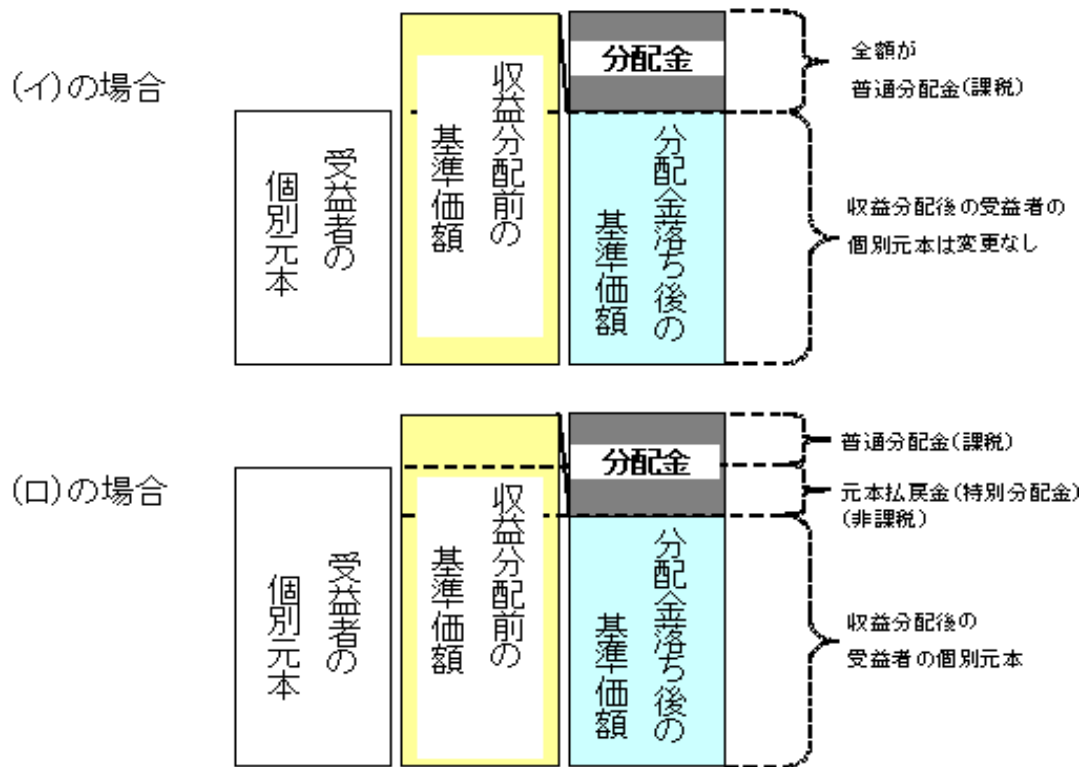 (イ)の場合
受益者の
個別元本
収益分配前の
基準価額
分配金
分配金落ち後の
基準価額
全額が
普通分配金(課税)
収益分配後の受益者の
個別元本は変更なし
(ロ)の場合
受益者の
個別元本
収益分配前の
基準価額
分配金
分配金落ち後の
基準価額
普通分配金(課税)
元本払戻金(特別分配金)
(非課税)
収益分配後の
受益者の個別元本